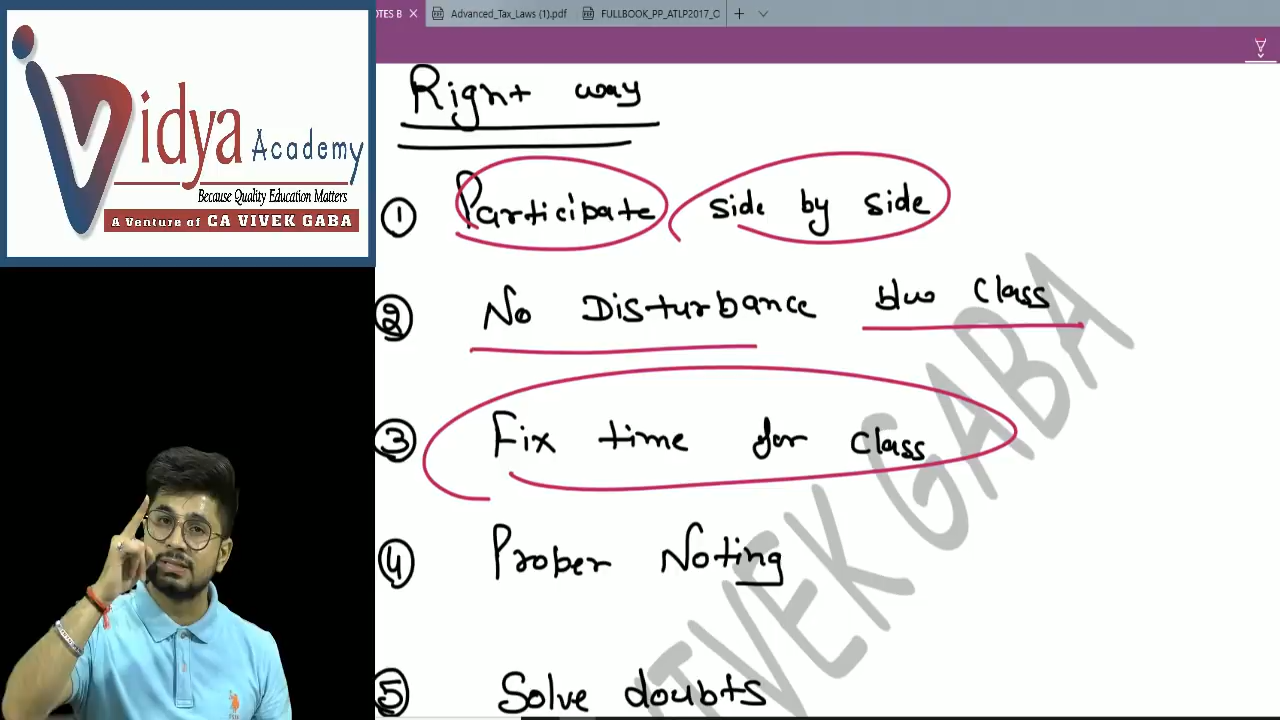 OTES B
Advanced_Tax_Laws (1).pdf
FULLBOOK_PP_ATLP2017_O
Vidya Academy
Because Quality Education Matters
A Venture of CA VIVEK GABA
Right way
① Participate side by side
② No Disturbance b/w Class
③ Fix time for Class
④ Proper Noting
⑤ Solve doubts
VIVEK GABA